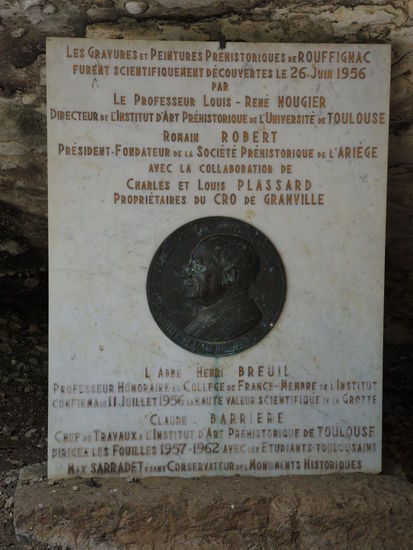 Les Gravures et Peintures Préhistoriques de ROUFFIGNAC
furent scientifiquement découvertes le 26 Juin 1956
par
Le Professeur Louis - René NOUGIER
Directeur de l'Institut d'Art Préhistorique de l'Université de TOULOUSE
Romain ROBERT
Président-Fondateur de la Société Préhistorique de l'ARIÈGE
avec la collaboration de
Charles et Louis PLASSARD
Propriétaires du CRO de GRANVILLE
L'Abbé Henri BREUIL
Professeur Honoraire au Collège de France-Membre de l'Institut
confirma le 11 Juillet 1956 la haute valeur scientifique de la Grotte
Claude BARRIERE
Chef de Travaux à l'Institut d'Art Préhistorique de TOULOUSE
dirigea les Fouilles 1957-1962 avec les Etudiants Toulousains
Max SARRADET étant Conservateur des Monuments Historiques